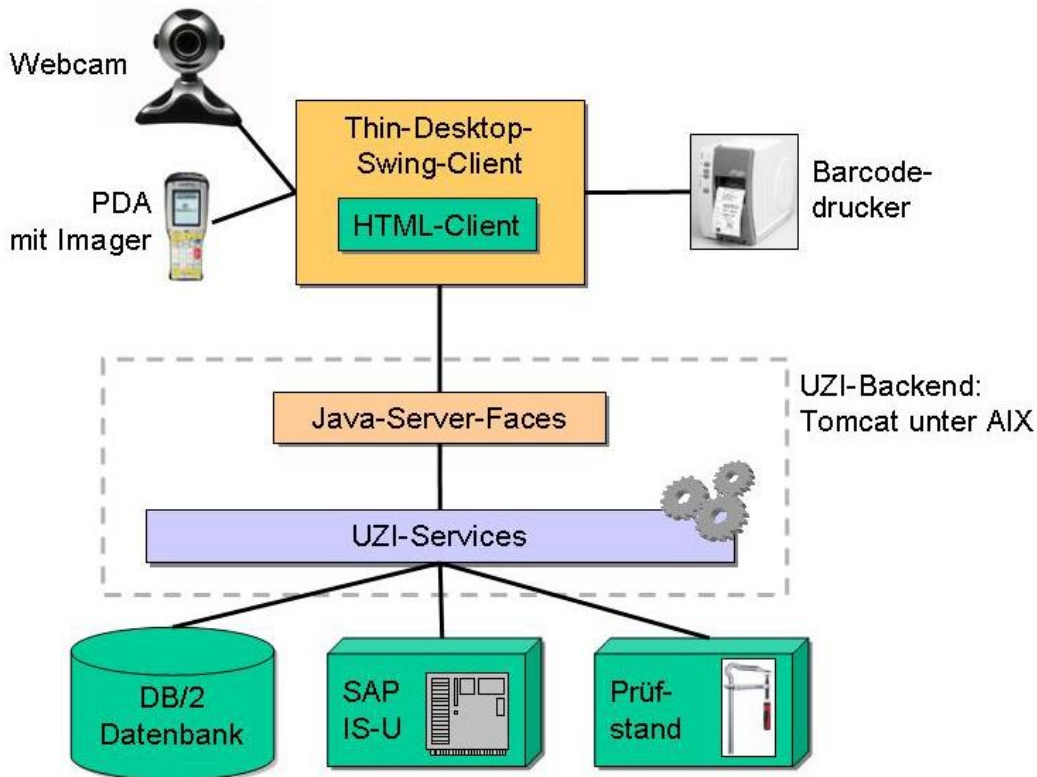 Webcam
Thin-Desktop-
Swing-Client
HTML-Client
PDA
mit Imager
Barcode-
drucker
UZI-Backend:
Tomcat unter AIX
Java-Server-Faces
UZI-Services
DB/2
Datenbank
SAP
IS-U
Prüf-
stand